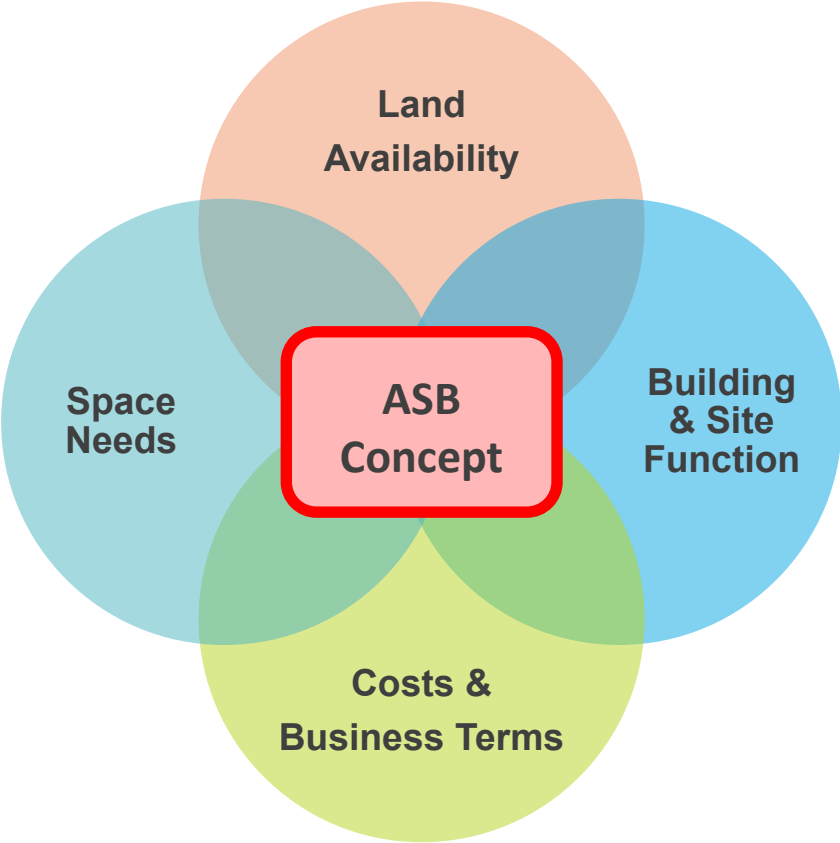 Land
Availability
Space
Needs
ASB
Concept
Building
& Site
Function
Costs &
Business Terms